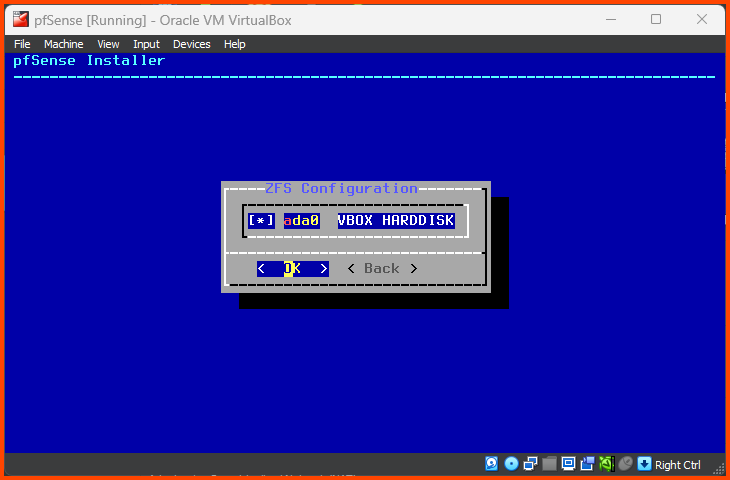 pfSense [Running] - Oracle VM VirtualBox
File Machine View Input Devices Help
pfSense Installer
ZFS Configuration
[*] ada0 VBOX HARDDISK
< OK > < Back >
Right Ctrl